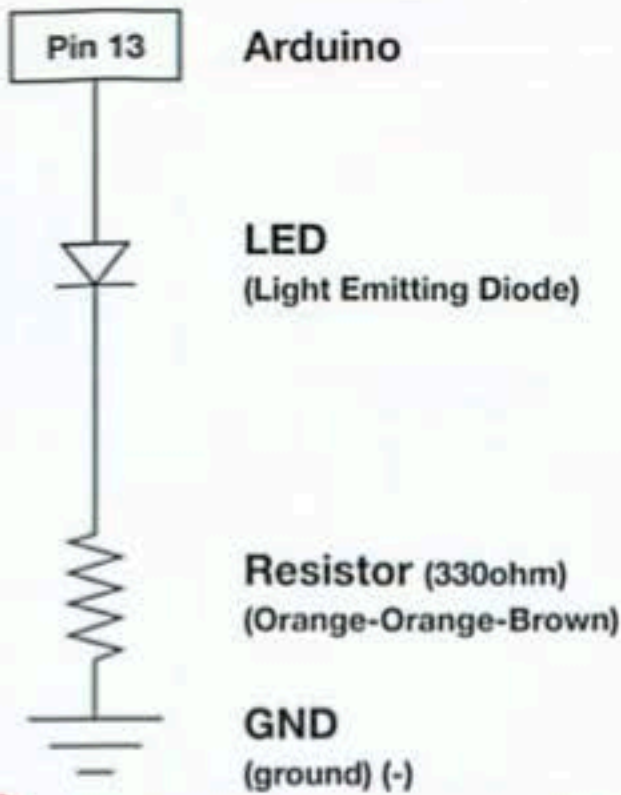 Pin 13 Arduino
LED
(Light Emitting Diode)
Resistor (330ohm)
(Orange-Orange-Brown)
GND
(ground) (-)